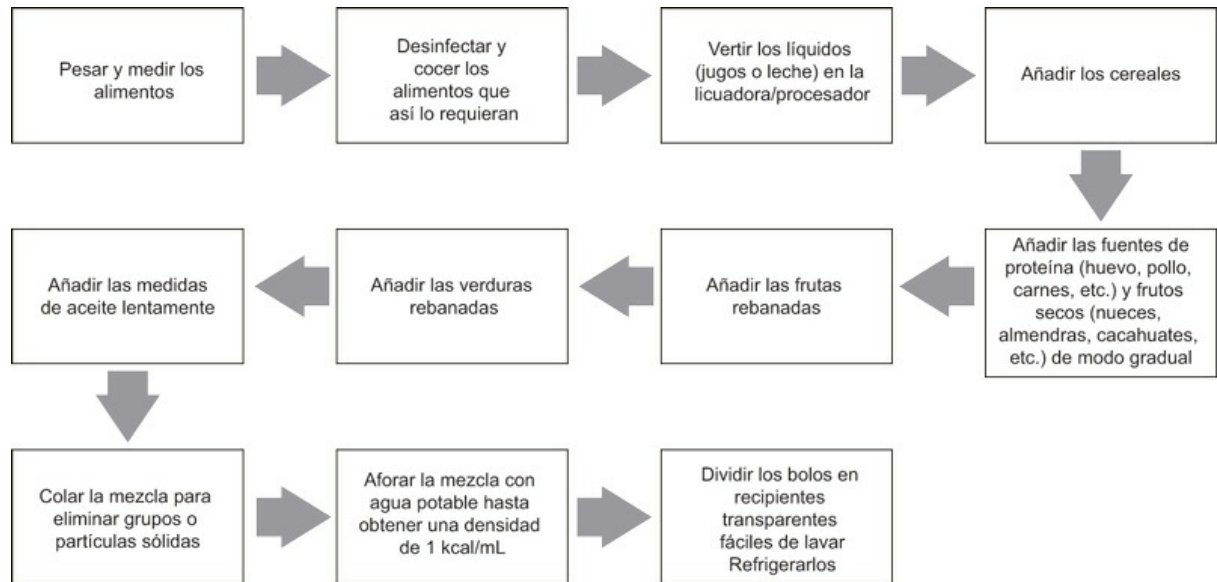 Pesar y medir los
alimentos
Desinfectar y
cocer los
alimentos que
así lo requieran
Vertir los líquidos
(jugos o leche) en la
licuadora/procesador
Añadir los cereales
Añadir las fuentes de
proteína (huevo, pollo,
carnes, etc.) y frutos
secos (nueces,
almendras, cacahuates,
etc.) de modo gradual
Añadir las frutas
rebanadas
Añadir las verduras
rebanadas
Añadir las medidas
de aceite lentamente
Colar la mezcla para
eliminar grupos o
partículas sólidas
Aforar la mezcla con
agua potable hasta
obtener una densidad
de 1 kcal/mL
Dividir los bolos en
recipientes
transparentes
fáciles de lavar
Refrigerarlos